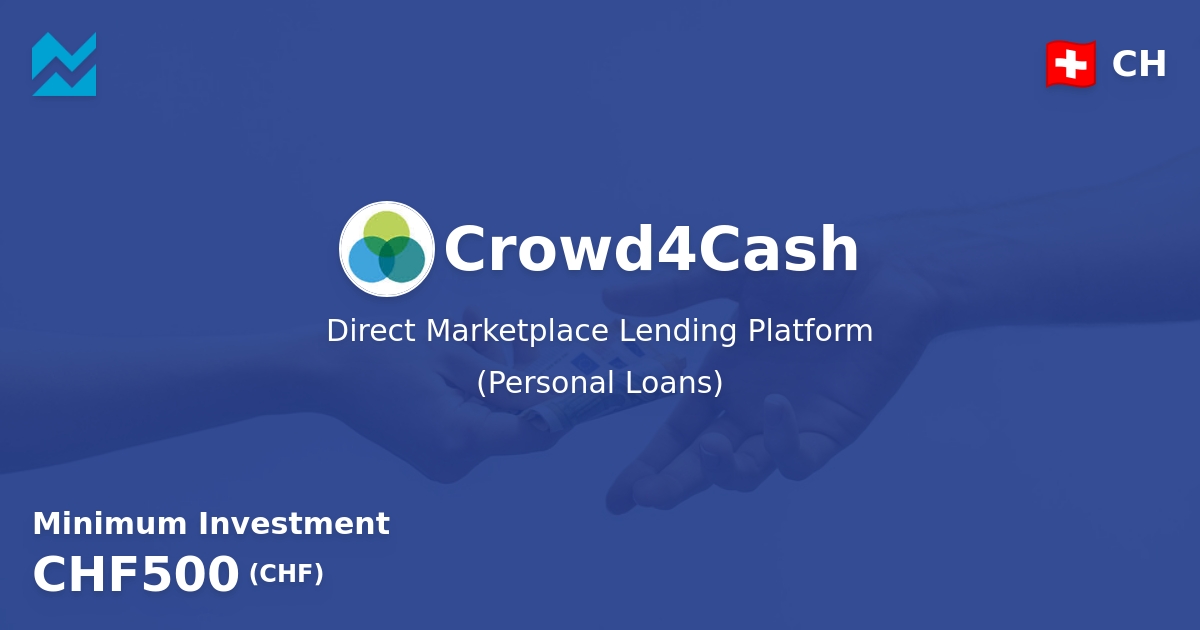 CH
Crowd4Cash
Direct Marketplace Lending Platform
(Personal Loans)
Minimum Investment
CHF500 (CHF)